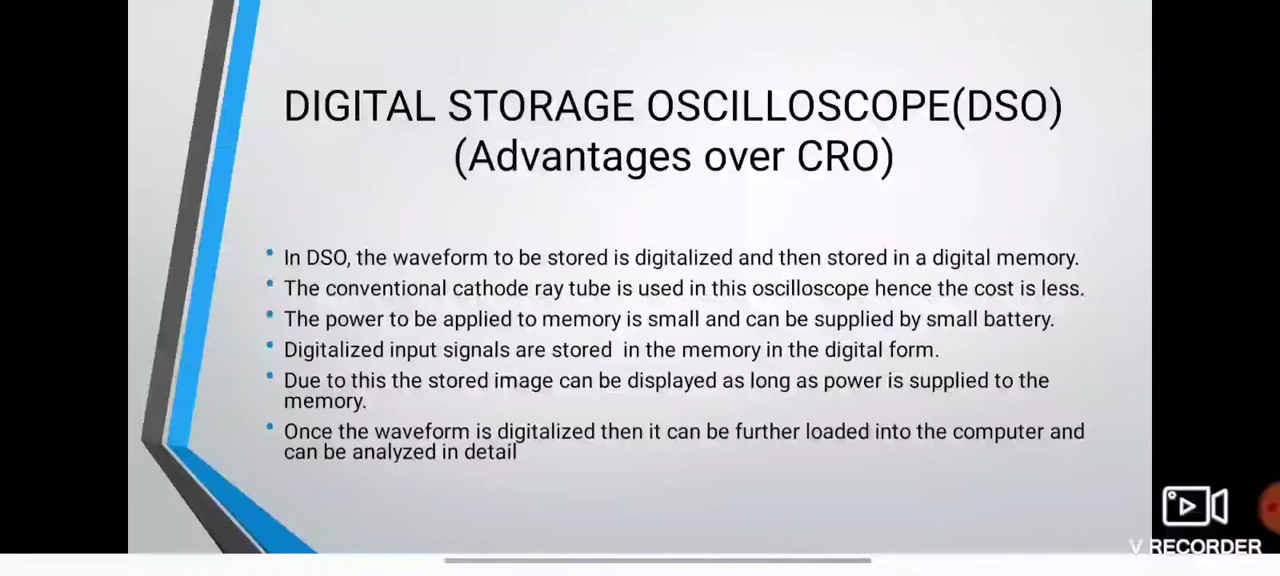 DIGITAL STORAGE OSCILLOSCOPE(DSO)
(Advantages over CRO)
• In DSO, the waveform to be stored is digitalized and then stored in a digital memory.
• The conventional cathode ray tube is used in this oscilloscope hence the cost is less.
• The power to be applied to memory is small and can be supplied by small battery.
• Digitalized input signals are stored  in the memory in the digital form.
• Due to this the stored image can be displayed as long as power is supplied to the
memory.
• Once the waveform is digitalized then it can be further loaded into the computer and
can be analyzed in detail
V RECORDER